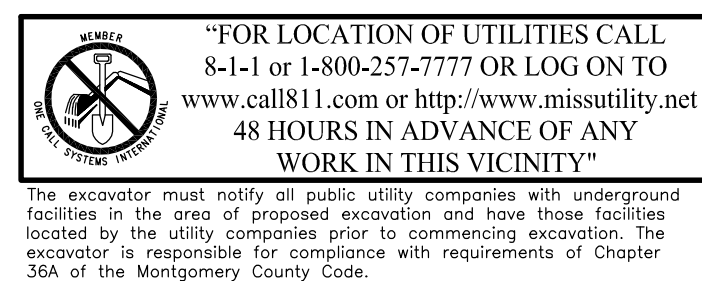 MEMBER
ONE CALL SYSTEMS INTERNATIONAL
“FOR LOCATION OF UTILITIES CALL
8-1-1 or 1-800-257-7777 OR LOG ON TO
www.call811.com or http://www.missutility.net
48 HOURS IN ADVANCE OF ANY
WORK IN THIS VICINITY"
The excavator must notify all public utility companies with underground
facilities in the area of proposed excavation and have those facilities
located by the utility companies prior to commencing excavation. The
excavator is responsible for compliance with requirements of Chapter
36A of the Montgomery County Code.